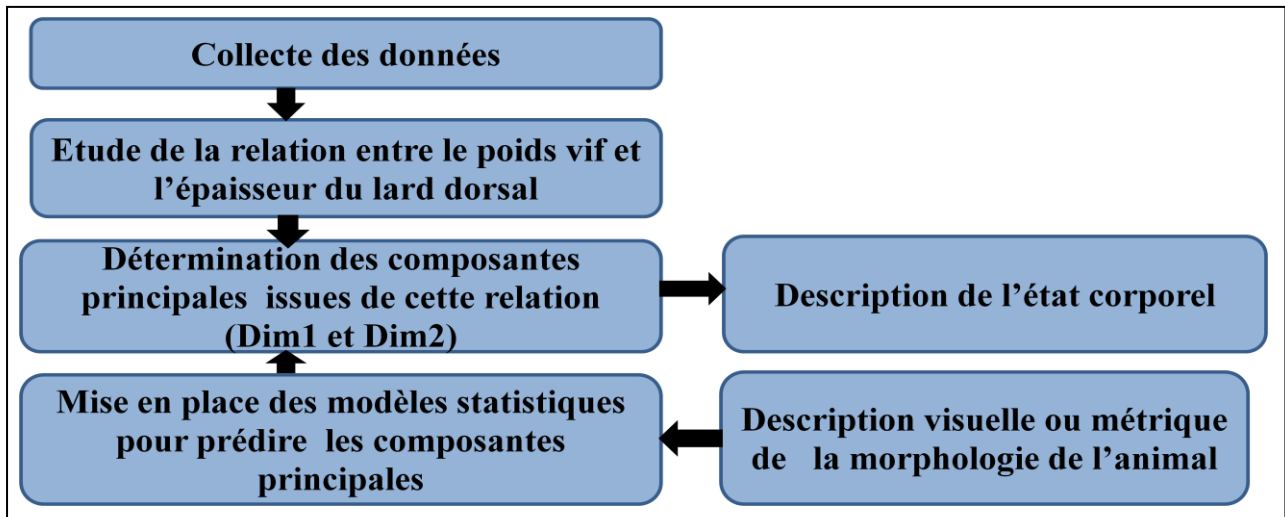 Collecte des données
Etude de la relation entre le poids vif et
l’épaisseur du lard dorsal
Détermination des composantes
principales issues de cette relation
(Dim1 et Dim2)
Description de l’état corporel
Mise en place des modèles statistiques
pour prédire les composantes
principales
Description visuelle ou métrique
de la morphologie de l’animal